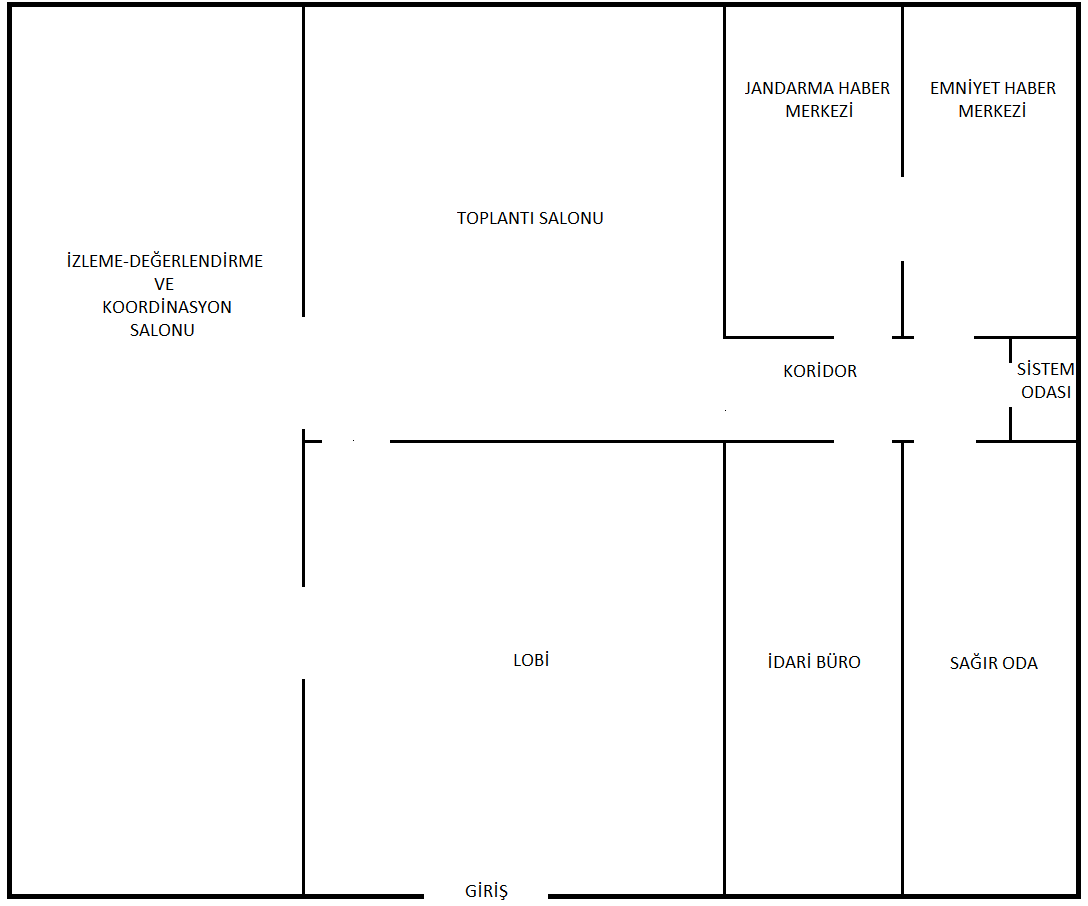 JANDARMA HABER
MERKEZİ
EMNİYET HABER
MERKEZİ
TOPLANTI SALONU
İZLEME-DEĞERLENDİRME
VE
KOORDİNASYON
SALONU
KORİDOR
SİSTEM
ODASI
LOBİ
İDARİ BÜRO
SAĞIR ODA
GİRİŞ